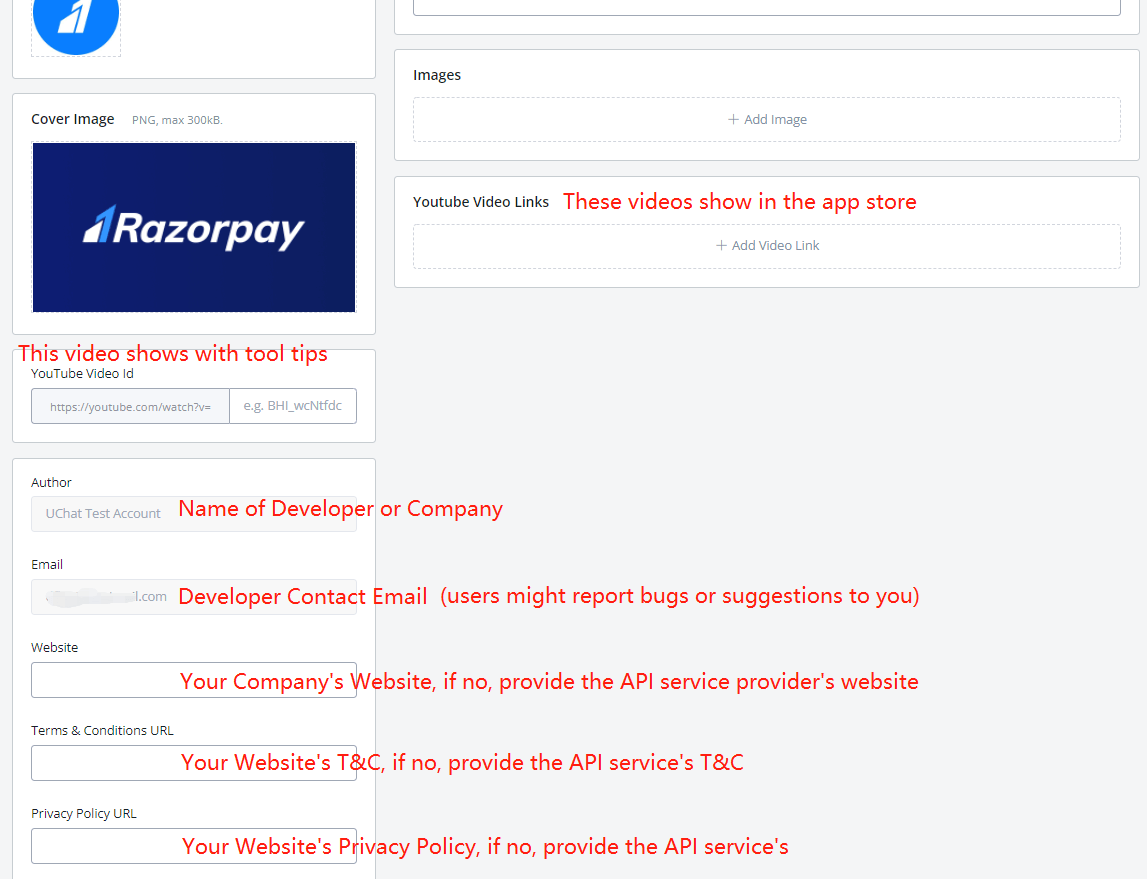 Cover Image PNG, max 300kB.
Razorpay
This video shows with tool tips
YouTube Video Id
https://youtube.com/watch?v= e.g. BHI_wcNtfdc
Author
UChat Test Account Name of Developer or Company
Email
l.com Developer Contact Email (users might report bugs or suggestions to you)
Website
Your Company's Website, if no, provide the API service provider's website
Terms & Conditions URL
Your Website's T&C, if no, provide the API service's T&C
Privacy Policy URL
Your Website's Privacy Policy, if no, provide the API service's
Images
+ Add Image
Youtube Video Links These videos show in the app store
+ Add Video Link